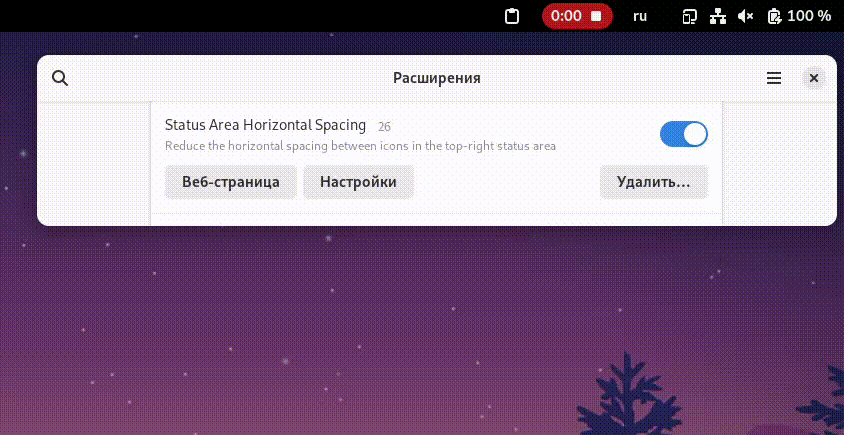 0:00 ru 100 %
Расширения
Status Area Horizontal Spacing 26
Reduce the horizontal spacing between icons in the top-right status area
Веб-страница Настройки Удалить…